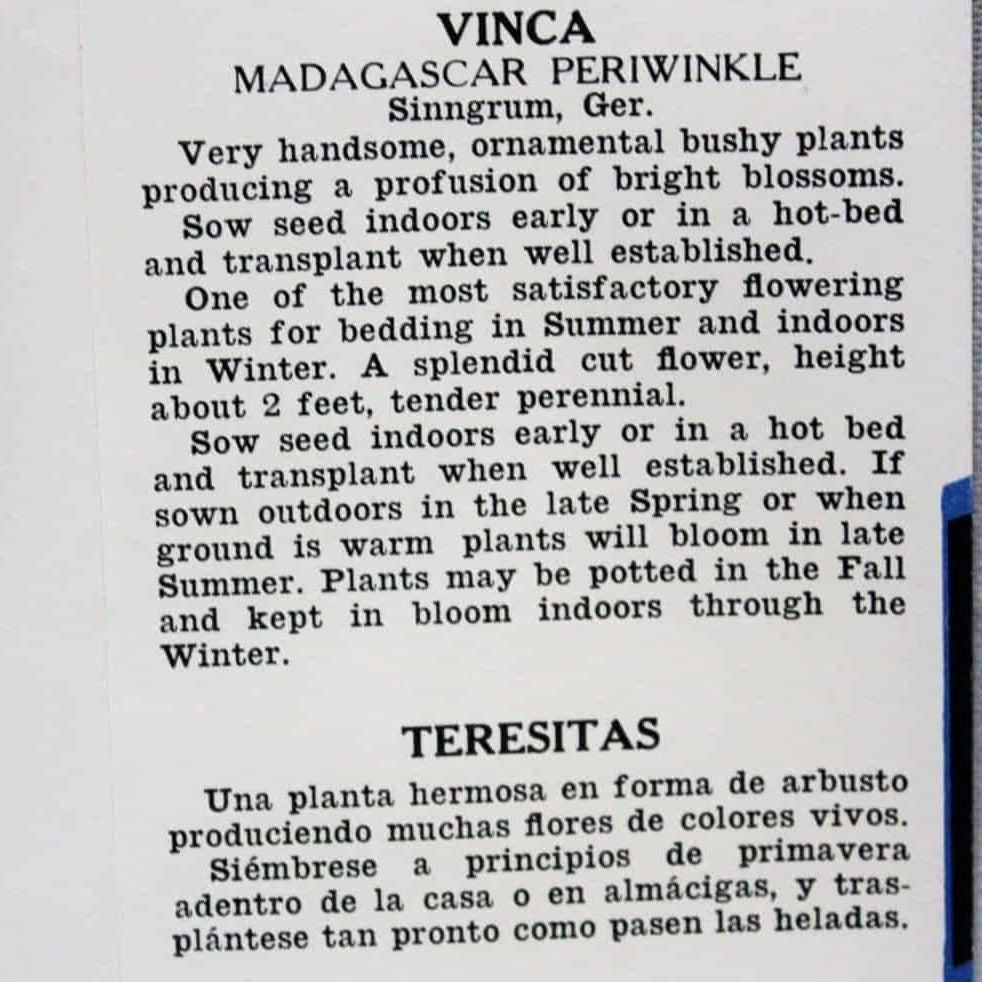 VINCA
MADAGASCAR PERIWINKLE
Sinngrum, Ger.
Very handsome, ornamental bushy plants
producing a profusion of bright blossoms.
Sow seed indoors early or in a hot-bed
and transplant when well established.
One of the most satisfactory flowering
plants for bedding in Summer and indoors
in Winter. A splendid cut flower, height
about 2 feet, tender perennial.
Sow seed indoors early or in a hot bed
and transplant when well established. If
sown outdoors in the late Spring or when
ground is warm plants will bloom in late
Summer. Plants may be potted in the Fall
and kept in bloom indoors through the
Winter.
TERESITAS
Una planta hermosa en forma de arbusto
produciendo muchas flores de colores vivos.
Siémbrese a principios de primavera
adentro de la casa o en almácigas, y tras-
plántese tan pronto como pasen las heladas.